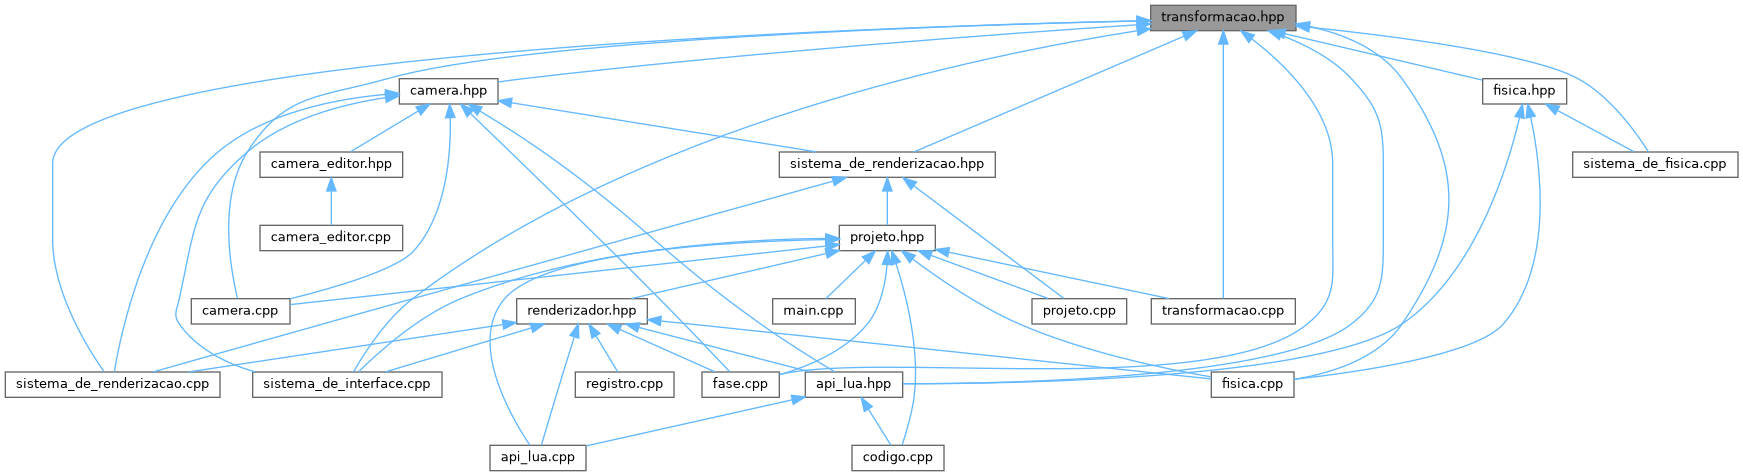 transformacao.hpp
camera.hpp
fisica.hpp
camera_editor.hpp
sistema_de_renderizacao.hpp
sistema_de_fisica.cpp
camera_editor.cpp
projeto.hpp
camera.cpp
renderizador.hpp
main.cpp
projeto.cpp
transformacao.cpp
sistema_de_renderizacao.cpp
sistema_de_interface.cpp
registro.cpp
fase.cpp
api_lua.hpp
fisica.cpp
api_lua.cpp
codigo.cpp